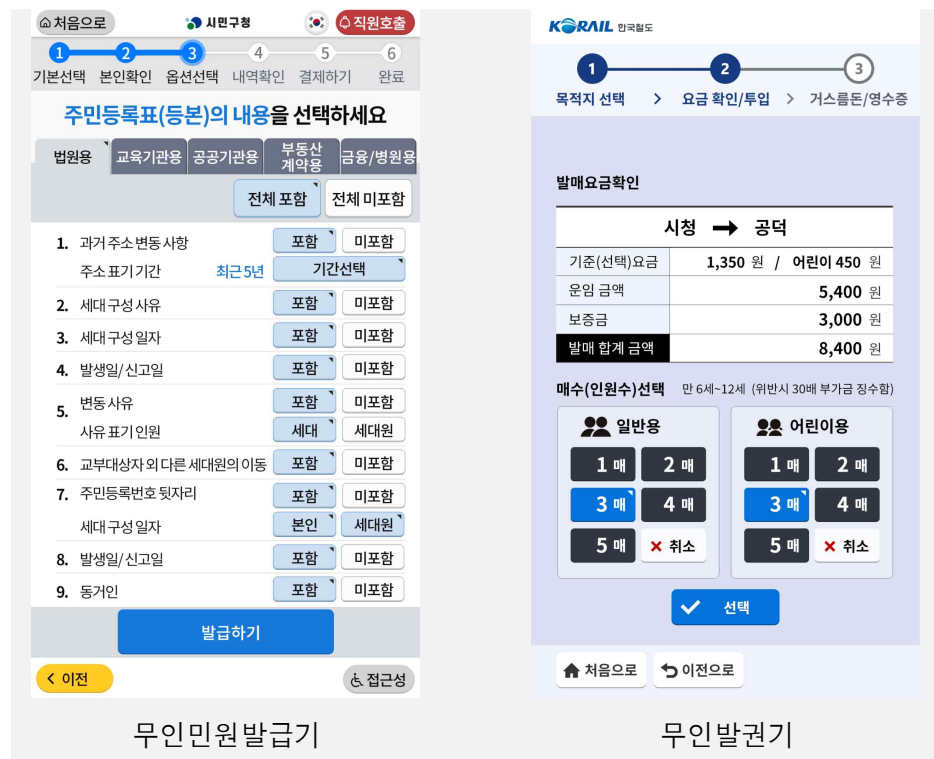 처음으로
시민구청
직원호출
1 2 3 4 5 6
기본선택 본인확인 옵션선택 내역확인 결제하기 완료
주민등록표(등본)의 내용을 선택하세요
법원용 교육기관용 공공기관용 부동산 계약용 금융/병원용
전체 포함 전체 미포함
1. 과거 주소 변동 사항 포함 미포함
주소 표기 기간 최근 5년 기간선택
2. 세대 구성 사유 포함 미포함
3. 세대 구성 일자 포함 미포함
4. 발생일/신고일 포함 미포함
5. 변동 사유 포함 미포함
사유 표기 인원 세대 세대원
6. 교부대상자 외 다른 세대원의 이동 포함 미포함
7. 주민등록번호 뒷자리 포함 미포함
세대 구성 일자 본인 세대원
8. 발생일/신고일 포함 미포함
9. 동거인 포함 미포함
발급하기
이전
접근성
무인민원발급기
KORAIL 한국철도
1 2 3
목적지 선택 > 요금 확인/투입 > 거스름돈/영수증
발매요금확인
시청 → 공덕
기준(선택)요금 1,350 원 / 어린이 450 원
운임 금액 5,400 원
보증금 3,000 원
발매 합계 금액 8,400 원
매수(인원수)선택 만 6세~12세 (위반시 30배 부가금 징수함)
일반용
1 매 2 매
3 매 4 매
5 매 취소
어린이용
1 매 2 매
3 매 4 매
5 매 취소
선택
처음으로 이전으로
무인발권기